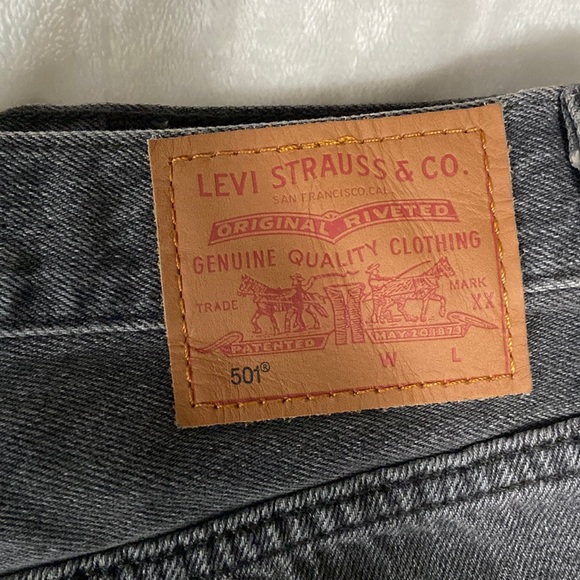 LEVI STRAUSS & CO.
SAN FRANCISCO, CAL.
ORIGINAL RIVETED
GENUINE QUALITY CLOTHING
TRADE MARK
XX
PATENTED MAY 20 1873
501® W L